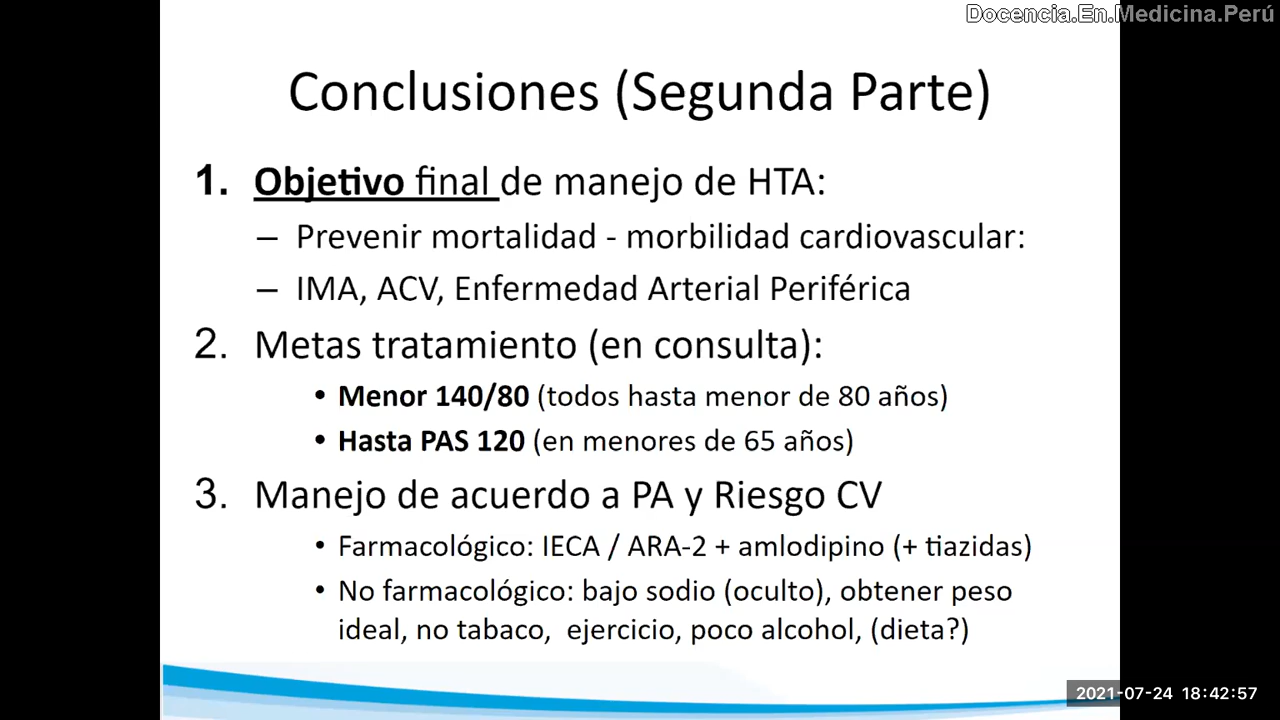 Docencia.En.Medicina.Perú
Conclusiones (Segunda Parte)
1. Objetivo final de manejo de HTA:
– Prevenir mortalidad - morbilidad cardiovascular:
– IMA, ACV, Enfermedad Arterial Periférica
2. Metas tratamiento (en consulta):
• Menor 140/80 (todos hasta menor de 80 años)
• Hasta PAS 120 (en menores de 65 años)
3. Manejo de acuerdo a PA y Riesgo CV
• Farmacológico: IECA / ARA-2 + amlodipino (+ tiazidas)
• No farmacológico: bajo sodio (oculto), obtener peso
ideal, no tabaco, ejercicio, poco alcohol, (dieta?)
2021-07-24 18:42:57